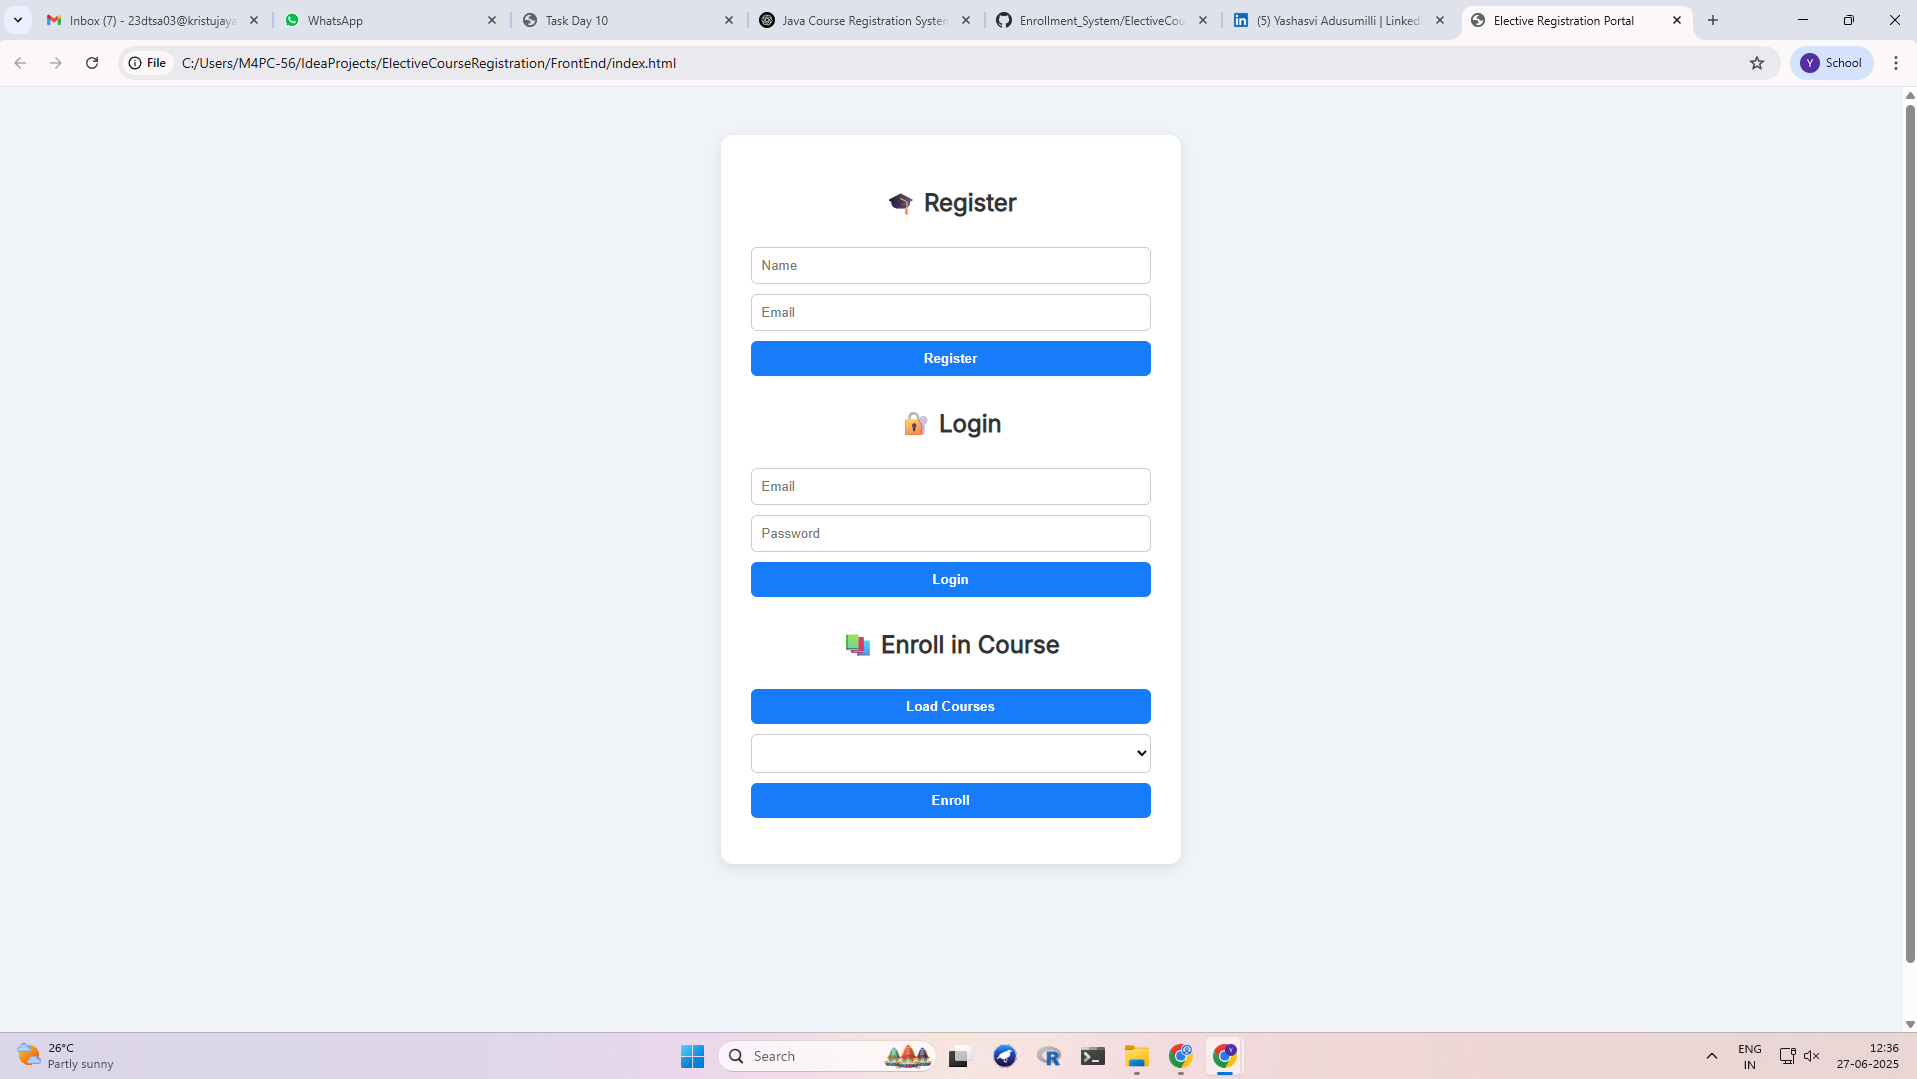 Inbox (7) - 23dtsa03@kristujaya
WhatsApp
Task Day 10
Java Course Registration System
Enrollment_System/ElectiveCou
(5) Yashasvi Adusumilli | LinkedI
Elective Registration Portal
File
C:/Users/M4PC-56/IdeaProjects/ElectiveCourseRegistration/FrontEnd/index.html
Y
School
Register
Name
Email
Register
Login
Email
Password
Login
Enroll in Course
Load Courses
Enroll
26°C
Partly sunny
Search
ENG
IN
12:36
27-06-2025